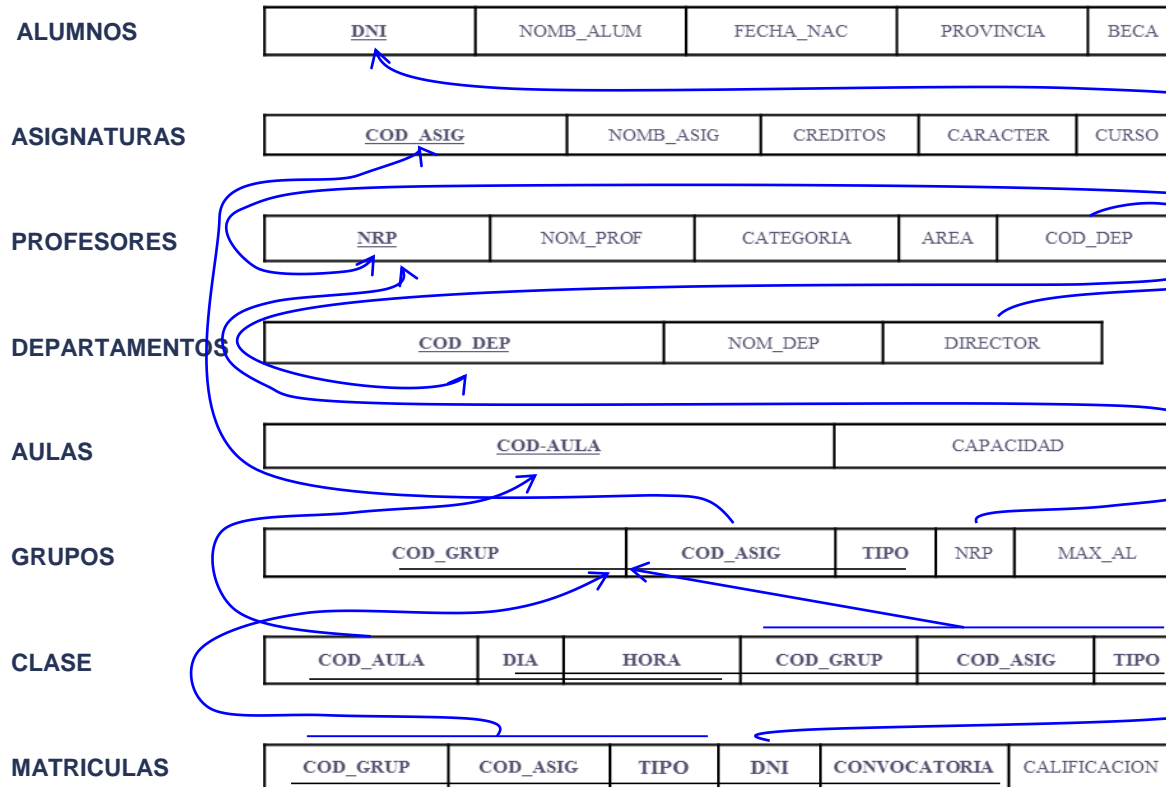 ALUMNOS DNI NOMB_ALUM FECHA_NAC PROVINCIA BECA
ASIGNATURAS COD_ASIG NOMB_ASIG CREDITOS CARACTER CURSO
PROFESORES NRP NOM_PROF CATEGORIA AREA COD_DEP
DEPARTAMENTOS COD_DEP NOM_DEP DIRECTOR
AULAS COD-AULA CAPACIDAD
GRUPOS COD_GRUP COD_ASIG TIPO NRP MAX_AL
CLASE COD_AULA DIA HORA COD_GRUP COD_ASIG TIPO
MATRICULAS COD_GRUP COD_ASIG TIPO DNI CONVOCATORIA CALIFICACION